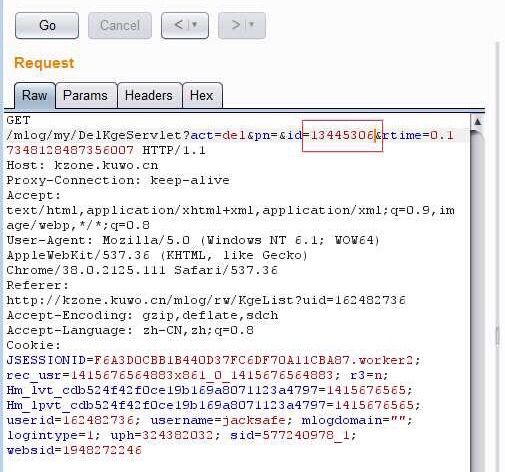 Go Cancel < >
Request
Raw Params Headers Hex
GET
/mlog/my/DelKgeServlet?act=del&pn=&id=13445306&rtime=0.1
7348128487356007 HTTP/1.1
Host: kzone.kuwo.cn
Proxy-Connection: keep-alive
Accept:
text/html,application/xhtml+xml,application/xml;q=0.9,im
age/webp,*/*;q=0.8
User-Agent: Mozilla/5.0 (Windows NT 6.1; WOW64)
AppleWebKit/537.36 (KHTML, like Gecko)
Chrome/38.0.2125.111 Safari/537.36
Referer:
http://kzone.kuwo.cn/mlog/rw/KgeList?uid=162482736
Accept-Encoding: gzip,deflate,sdch
Accept-Language: zh-CN,zh;q=0.8
Cookie:
JSESSIONID=F6A3D0CBB1B440D37FC6DF70A11CBA87.worker2;
rec_usr=1415676564883x861_0_1415676564883; r3=n;
Hm_lvt_cdb524f42f0ce19b169a8071123a4797=1415676565;
Hm_lpvt_cdb524f42f0ce19b169a8071123a4797=1415676565;
userid=162482736; username=jacksafe; mlogdomain="";
logintype=1; uph=324382032; sid=577240978_1;
websid=1948272246